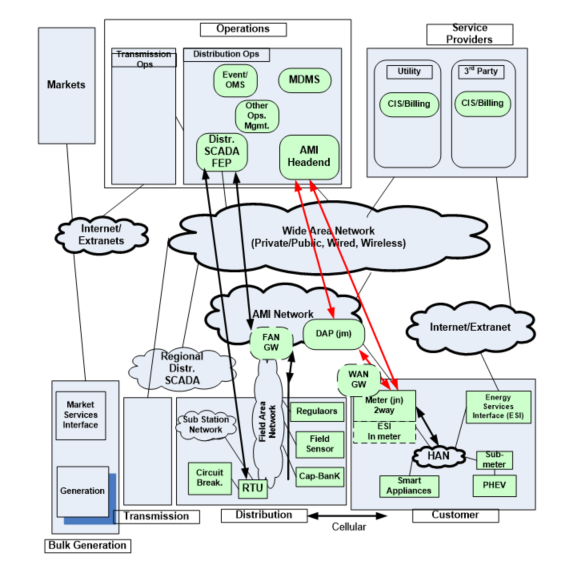 Operations
Service
Providers
Transmission
Ops
Distribution Ops
Markets
Event/
OMS
MDMS
Other
Ops.
Mgmt.
Distr.
SCADA
FEP
AMI
Headend
Utility
3rd Party
CIS/Billing
CIS/Billing
Internet/
Extranets
Wide Area Network
(Private/Public, Wired, Wireless)
AMI Network
FAN
GW
DAP (jm)
Internet/Extranet
Regional
Distr.
SCADA
WAN
GW
Market
Services
Interface
Meter (jn)
2way
ESI
In meter
Energy
Services
Interface (ESI)
Sub Station
Network
Field Area
Network
Regulaors
Field
Sensor
Cap-BanK
HAN
Sub-
meter
Circuit
Break.
RTU
Smart
Appliances
PHEV
Generation
Transmission
Distribution
Cellular
Customer
Bulk Generation